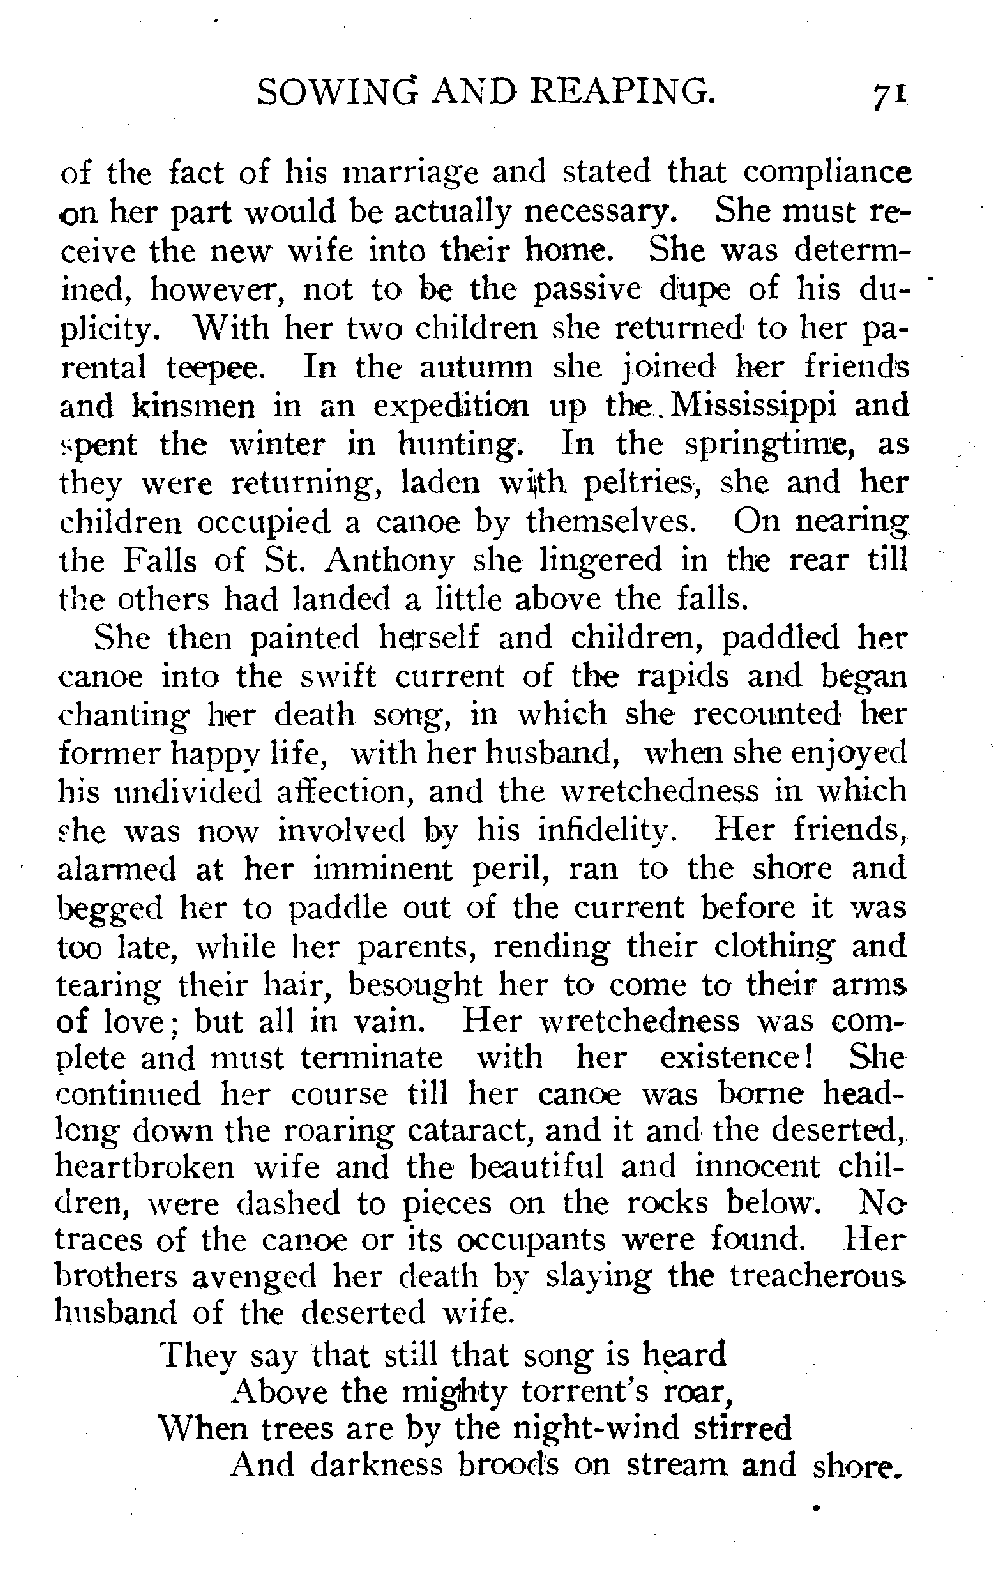 SOWING AND REAPING. 71
of the fact of his marriage and stated that compliance
on her part would be actually necessary. She must re-
ceive the new wife into their home. She was determ-
ined, however, not to be the passive dupe of his du-
plicity. With her two children she returned to her pa-
rental teepee. In the autumn she joined her friends
and kinsmen in an expedition up the Mississippi and
spent the winter in hunting. In the springtime, as
they were returning, laden with peltries, she and her
children occupied a canoe by themselves. On nearing
the Falls of St. Anthony she lingered in the rear till
the others had landed a little above the falls.
She then painted herself and children, paddled her
canoe into the swift current of the rapids and began
chanting her death song, in which she recounted her
former happy life, with her husband, when she enjoyed
his undivided affection, and the wretchedness in which
she was now involved by his infidelity. Her friends,
alarmed at her imminent peril, ran to the shore and
begged her to paddle out of the current before it was
too late, while her parents, rending their clothing and
tearing their hair, besought her to come to their arms
of love; but all in vain. Her wretchedness was com-
plete and must terminate with her existence! She
continued her course till her canoe was borne head-
long down the roaring cataract, and it and the deserted,
heartbroken wife and the beautiful and innocent chil-
dren, were dashed to pieces on the rocks below. No
traces of the canoe or its occupants were found. Her
brothers avenged her death by slaying the treacherous
husband of the deserted wife.
They say that still that song is heard
Above the mighty torrent's roar,
When trees are by the night-wind stirred
And darkness broods on stream and shore.